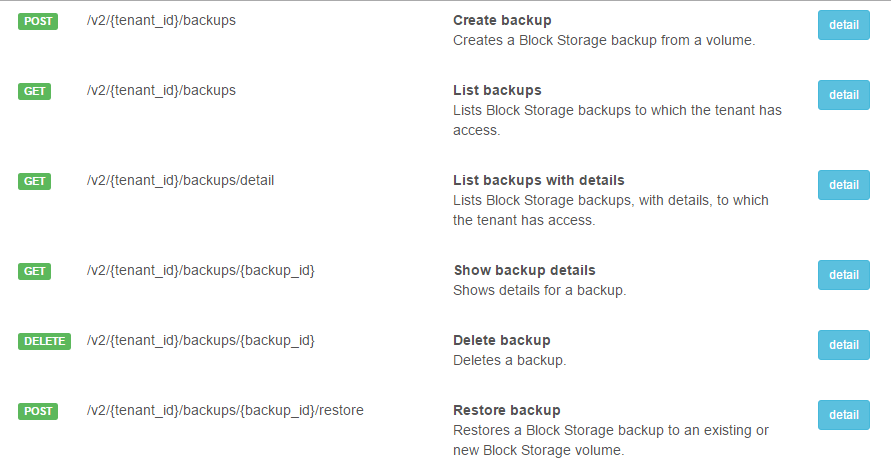 POST /v2/{tenant_id}/backups Create backup detail
Creates a Block Storage backup from a volume.
GET /v2/{tenant_id}/backups List backups detail
Lists Block Storage backups to which the tenant has
access.
GET /v2/{tenant_id}/backups/detail List backups with details detail
Lists Block Storage backups, with details, to which
the tenant has access.
GET /v2/{tenant_id}/backups/{backup_id} Show backup details detail
Shows details for a backup.
DELETE /v2/{tenant_id}/backups/{backup_id} Delete backup detail
Deletes a backup.
POST /v2/{tenant_id}/backups/{backup_id}/restore Restore backup detail
Restores a Block Storage backup to an existing or
new Block Storage volume.